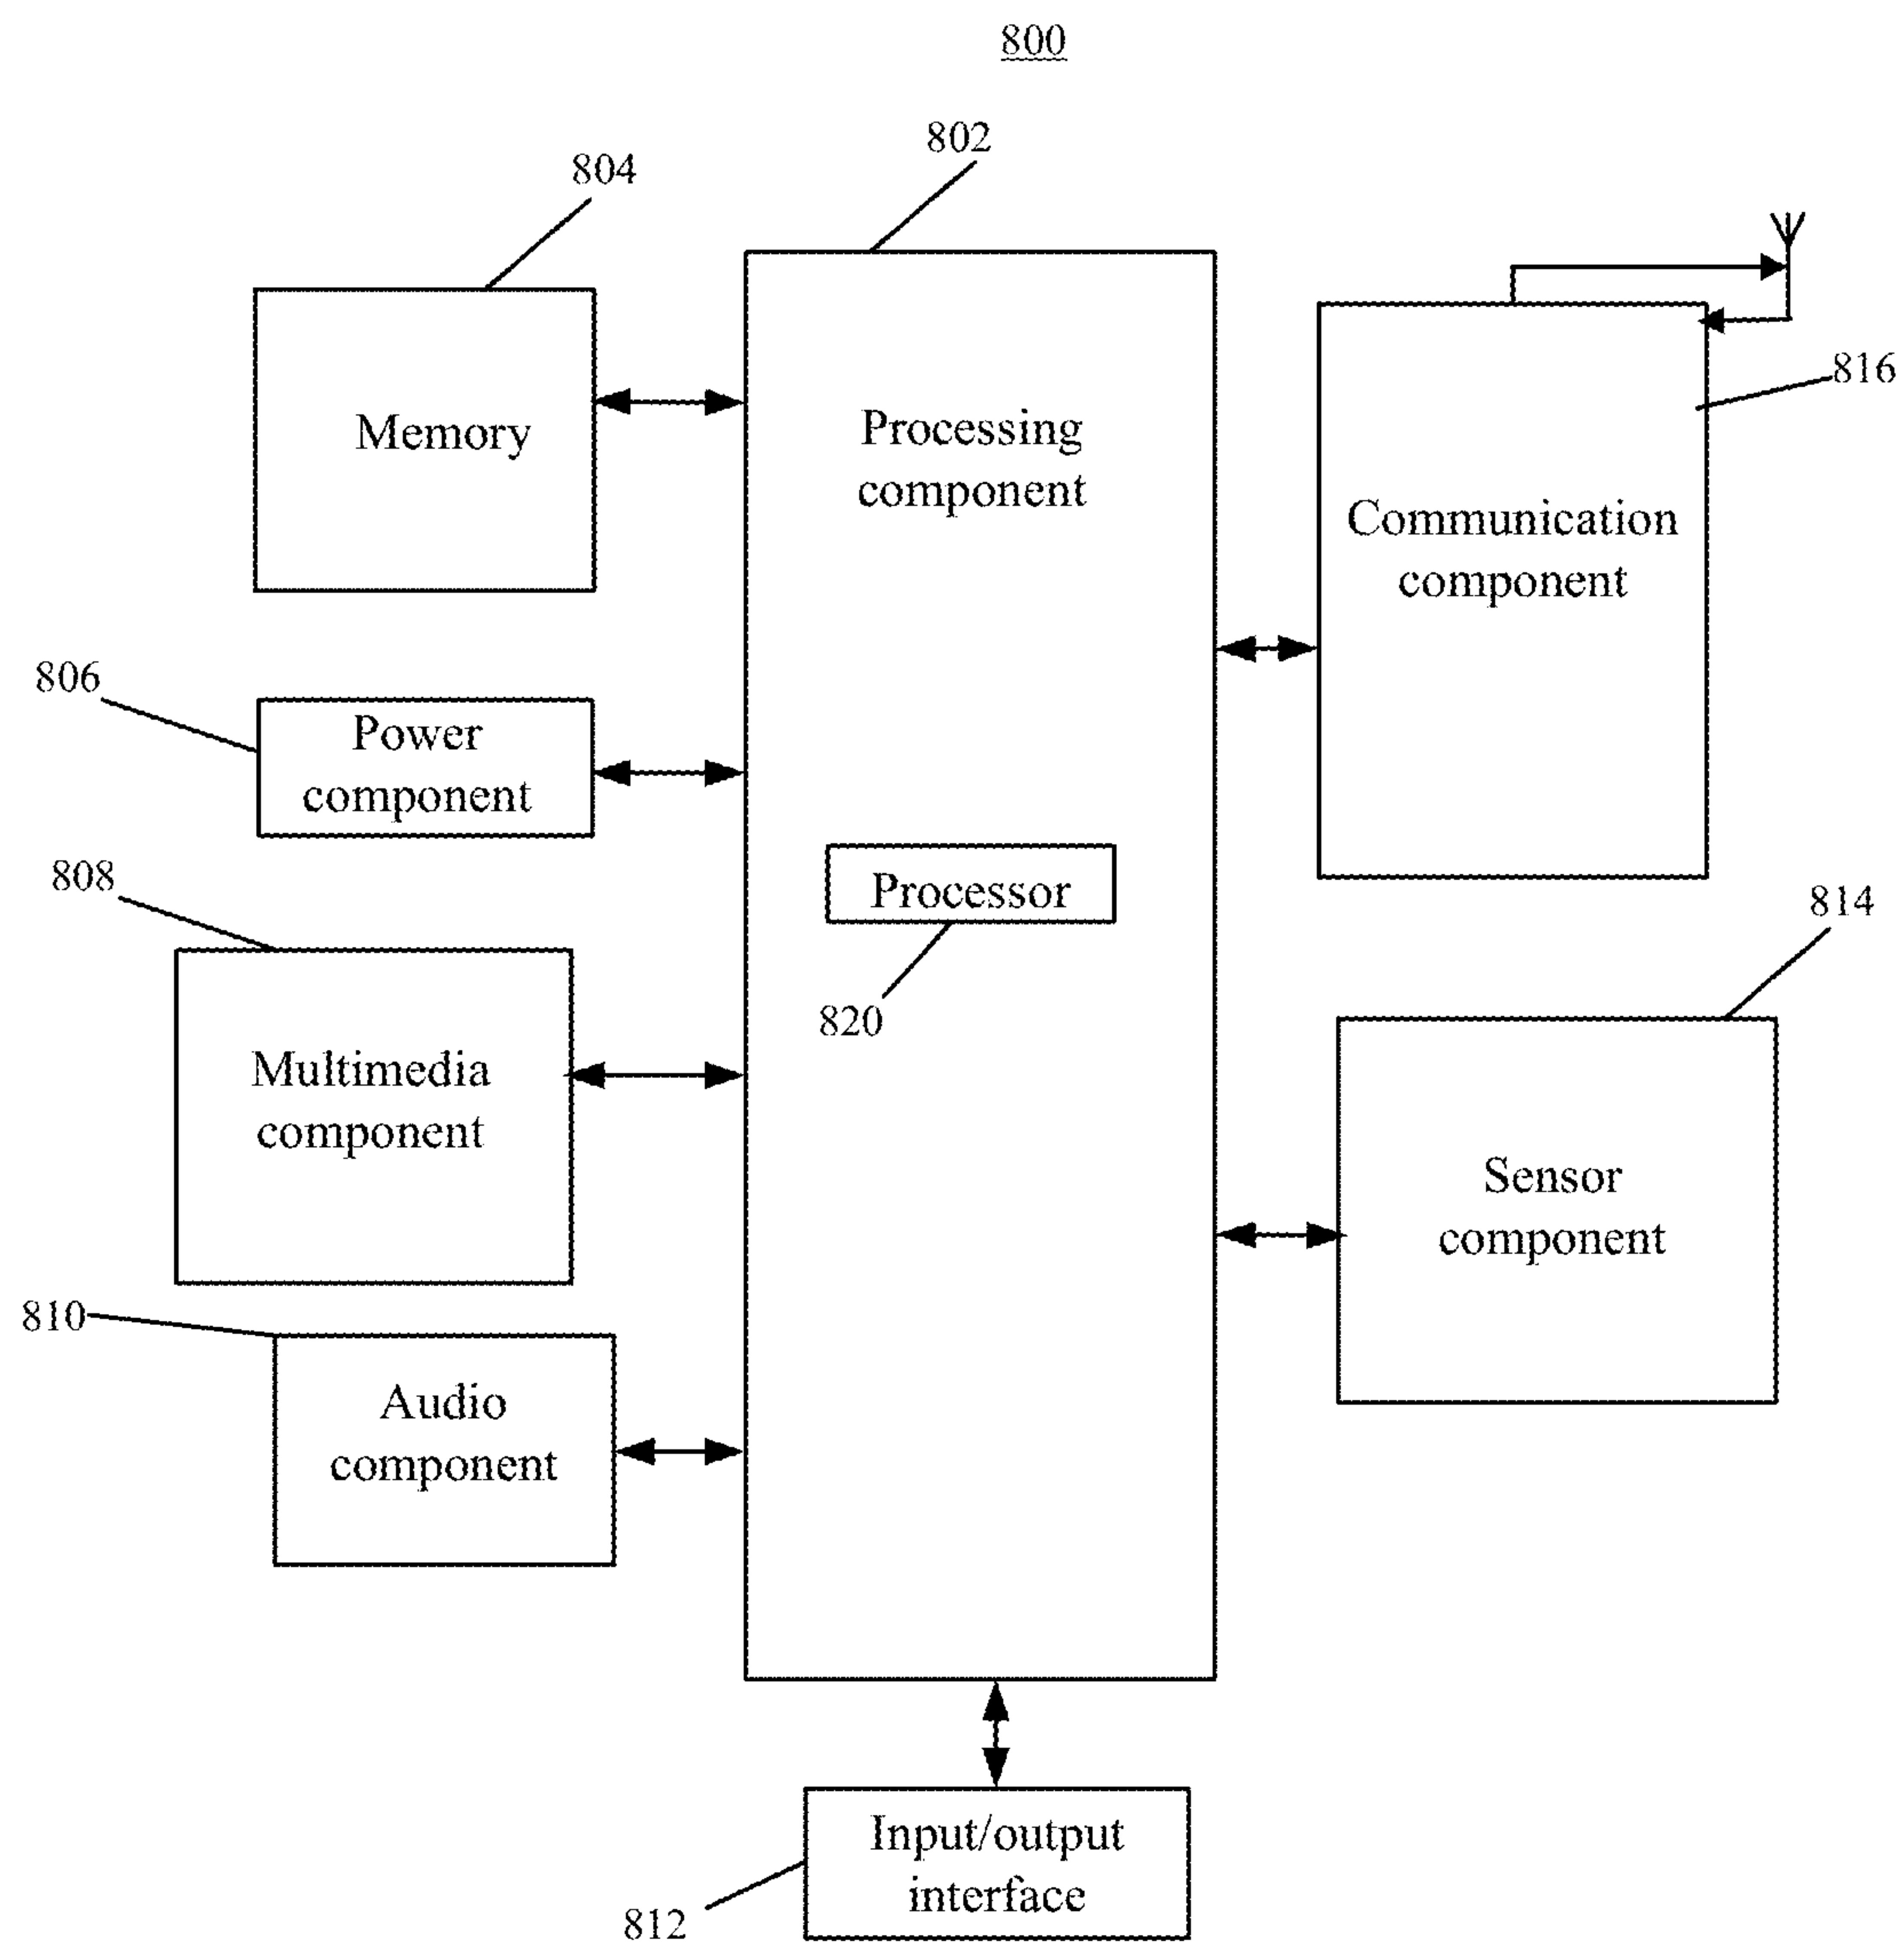 800
802
804
Memory
Processing
component
816
Communication
component
806
Power
component
808
Processor
820
814
Multimedia
component
Sensor
component
810
Audio
component
Input/output
interface
812